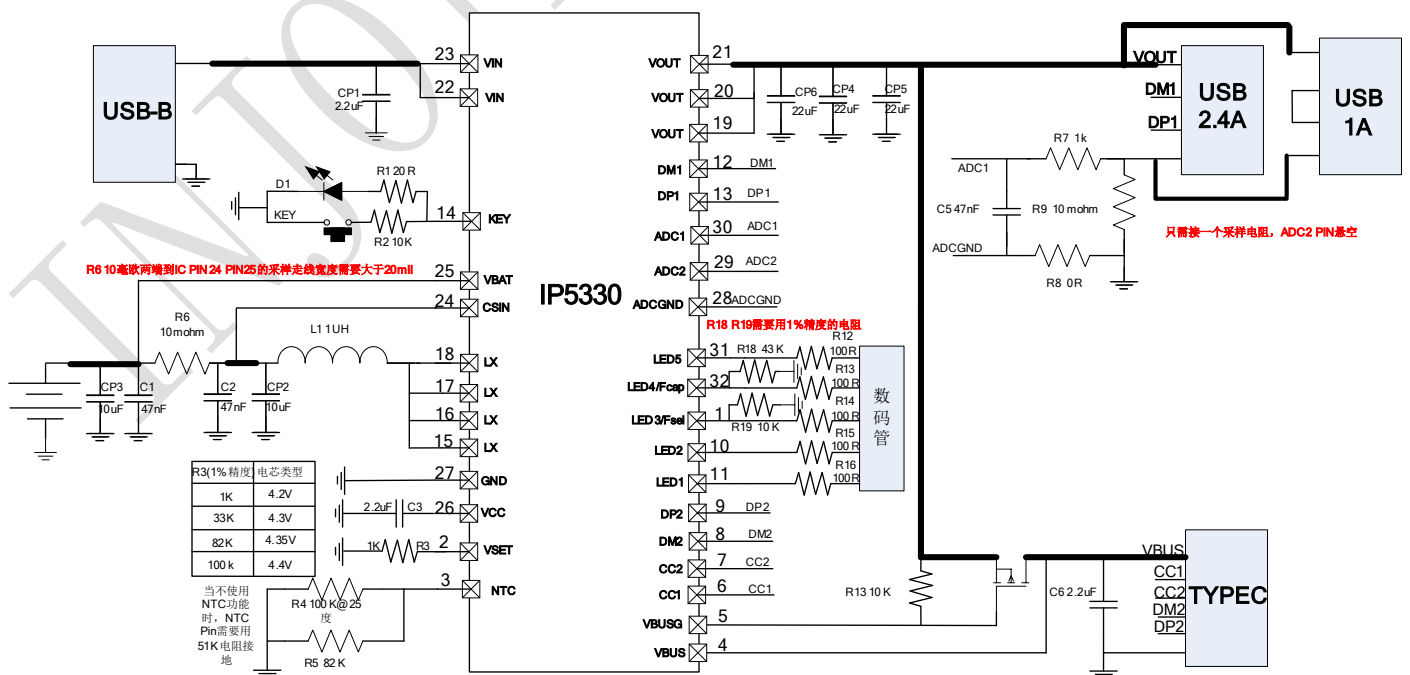 INJO
USB-B
23
VIN
22
VIN
CP1
2.2uF
D1
R1 20 R
KEY
R2 10K
14
KEY
R6 10毫欧两端到IC PIN 24 PIN25的采样走线宽度需要大于20mil
25
VBAT
24
CSIN
R6
10mohm
L1 1UH
18
LX
17
LX
16
LX
15
LX
CP3
10uF
C1
47nF
C2
47nF
CP2
10uF
27
GND
2.2uF
C3
26
VCC
1K
R3
2
VSET
3
NTC
R3(1%精度) 电芯类型
1K 4.2V
33K 4.3V
82K 4.35V
100 k 4.4V
当不使用
NTC功能
时，NTC
Pin需要用
51K电阻接
地
R4 100 K@25
度
R5 82 K
IP5330
VOUT
21
VOUT
20
VOUT
19
CP6
22uF
CP4
22uF
CP5
22uF
DM1
12
DM1
DP1
13
DP1
ADC1
30
ADC1
ADC2
29
ADC2
ADCGND
28
ADCGND
R18 R19需要用1%精度的电阻
LED5
31
R18 43 K
R12
100R
LED4/Fcap
32
R13
100 R
LED3/Fsel
1
R19 10 K
R14
100R
LED2
10
R15
100 R
LED1
11
R16
100R
数
码
管
DP2
9
DP2
DM2
8
DM2
CC2
7
CC2
CC1
6
CC1
VBUSG
5
VBUS
4
R13 10 K
C6 2.2uF
VOUT
DM1
DP1
USB
2.4A
USB
1A
ADC1
R7 1k
C5 47nF
R9 10 mohm
ADCGND
R8 0R
只需接一个采样电阻，ADC2 PIN悬空
VBUS
CC1
CC2
DM2
DP2
TYPEC